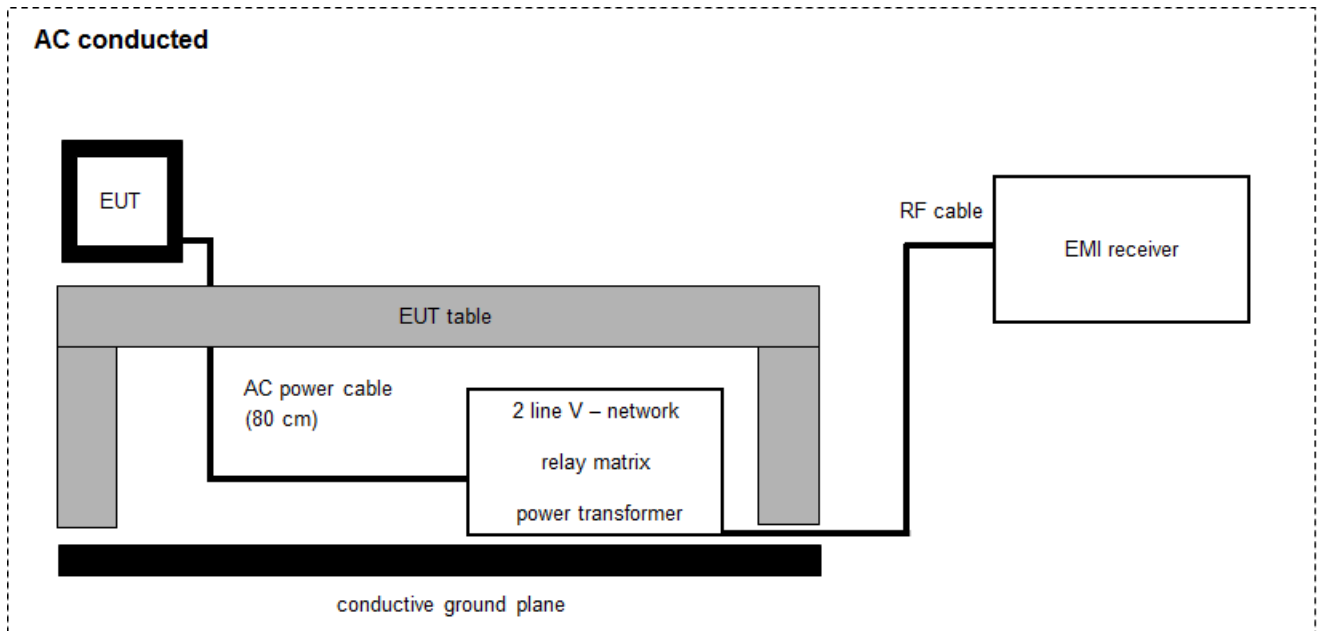 AC conducted
EUT
RF cable
EMI receiver
EUT table
AC power cable
(80 cm)
2 line V – network
relay matrix
power transformer
conductive ground plane